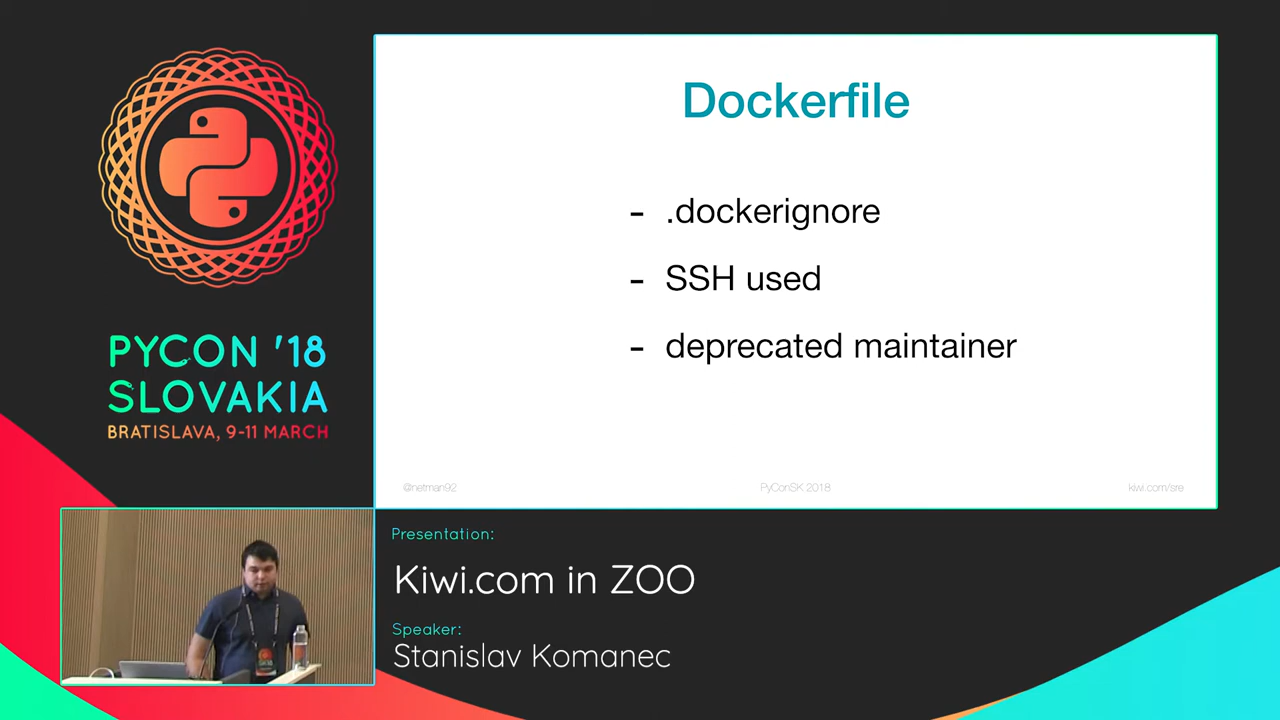 PYCON '18
SLOVAKIA
BRATISLAVA, 9-11 MARCH
Dockerfile
- .dockerignore
- SSH used
- deprecated maintainer
@netman92
PyConSK 2018
kiwi.com/sre
Presentation:
Kiwi.com in ZOO
Speaker:
Stanislav Komanec